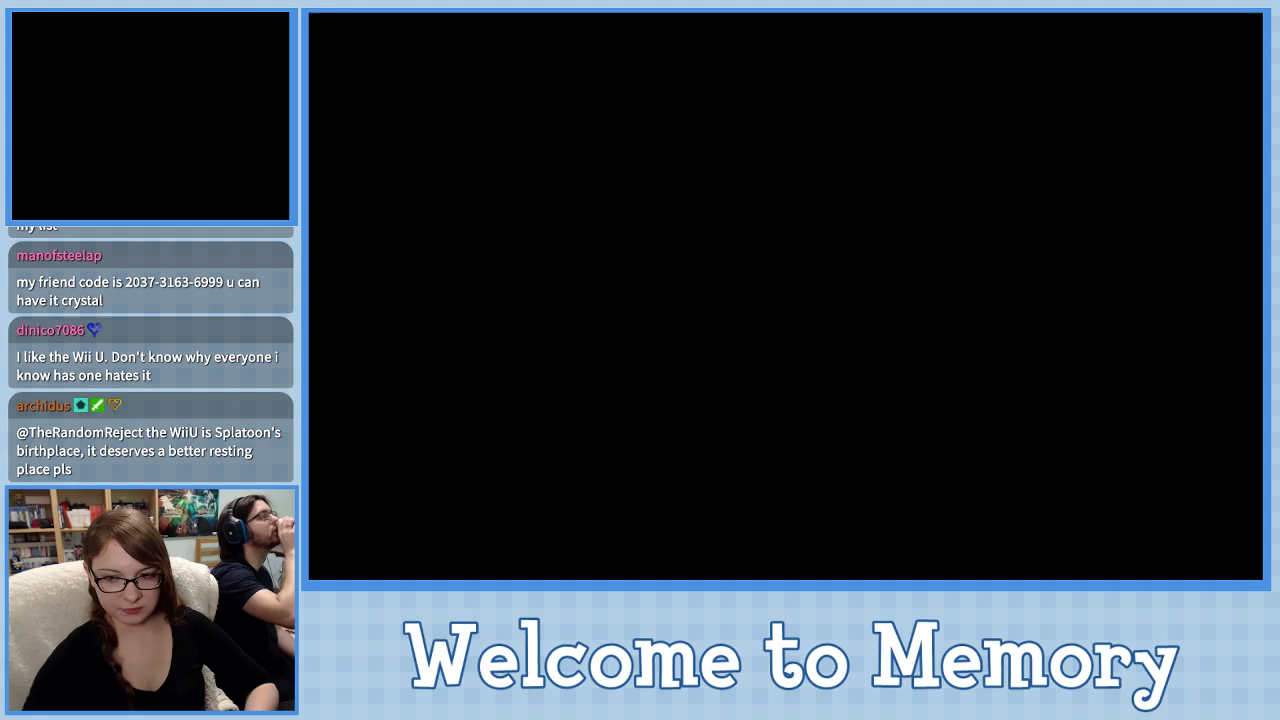 my list
manofsteelap
my friend code is 2037-3163-6999 u can
have it crystal
dinico7086
I like the Wii U. Don't know why everyone i
know has one hates it
archidus
@TheRandomReject the WiiU is Splatoon's
birthplace, it deserves a better resting
place pls
Welcome to Memory